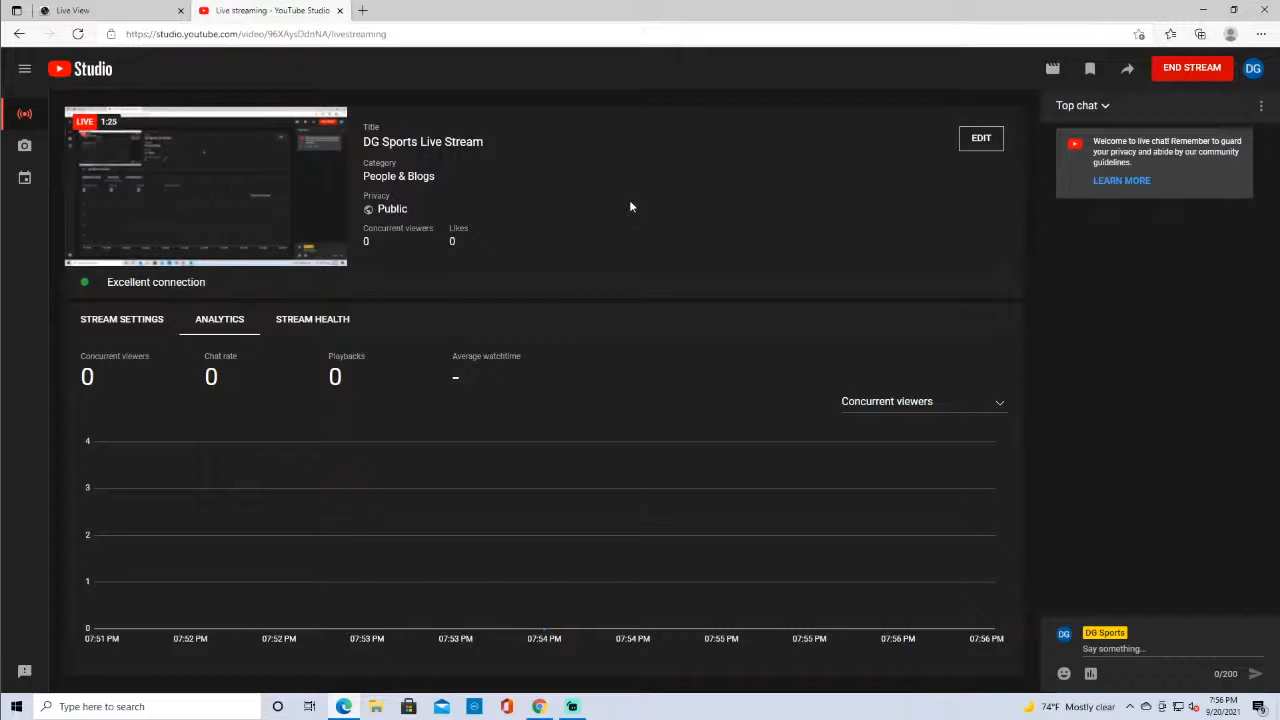 Live View
Live streaming - YouTube Studio
https://studio.youtube.com/video/96XAysDdnNA/livestreaming
Studio
END STREAM
DG
LIVE 1:25
Title
DG Sports Live Stream
EDIT
Category
People & Blogs
Privacy
Public
Concurrent viewers Likes
0 0
Excellent connection
Top chat
Welcome to live chat! Remember to guard
your privacy and abide by our community
guidelines.
LEARN MORE
STREAM SETTINGS ANALYTICS STREAM HEALTH
Concurrent viewers Chat rate Playbacks Average watchtime
0 0 0 -
Concurrent viewers
4
3
2
1
0
07:51 PM 07:52 PM 07:52 PM 07:53 PM 07:53 PM 07:54 PM 07:54 PM 07:55 PM 07:55 PM 07:56 PM 07:56 PM
DG DG Sports
Say something...
0/200
Type here to search
74°F Mostly clear
7:56 PM
9/20/2021